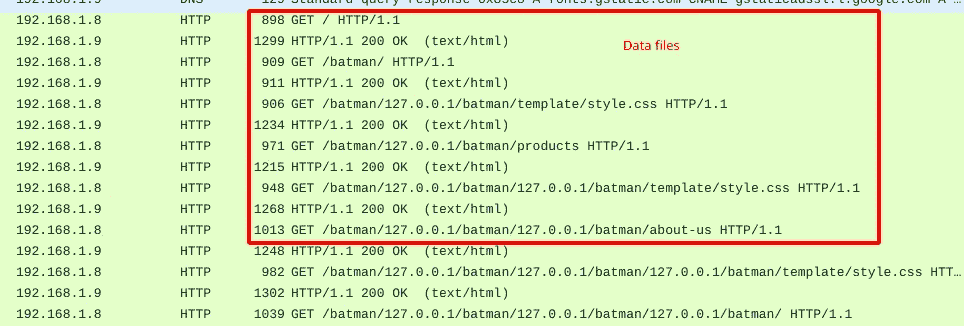 192.168.1.9 DNS 129 Standard query response 0x63e8 A fonts.gstatic.com CNAME gstaticadssl.l.google.com A …
192.168.1.8 HTTP 898 GET / HTTP/1.1
192.168.1.9 HTTP 1299 HTTP/1.1 200 OK (text/html)
Data files
192.168.1.8 HTTP 909 GET /batman/ HTTP/1.1
192.168.1.9 HTTP 911 HTTP/1.1 200 OK (text/html)
192.168.1.8 HTTP 906 GET /batman/127.0.0.1/batman/template/style.css HTTP/1.1
192.168.1.9 HTTP 1234 HTTP/1.1 200 OK (text/html)
192.168.1.8 HTTP 971 GET /batman/127.0.0.1/batman/products HTTP/1.1
192.168.1.9 HTTP 1215 HTTP/1.1 200 OK (text/html)
192.168.1.8 HTTP 948 GET /batman/127.0.0.1/batman/127.0.0.1/batman/template/style.css HTTP/1.1
192.168.1.9 HTTP 1268 HTTP/1.1 200 OK (text/html)
192.168.1.8 HTTP 1013 GET /batman/127.0.0.1/batman/127.0.0.1/batman/about-us HTTP/1.1
192.168.1.9 HTTP 1248 HTTP/1.1 200 OK (text/html)
192.168.1.8 HTTP 982 GET /batman/127.0.0.1/batman/127.0.0.1/batman/127.0.0.1/batman/template/style.css HTT…
192.168.1.9 HTTP 1302 HTTP/1.1 200 OK (text/html)
192.168.1.8 HTTP 1039 GET /batman/127.0.0.1/batman/127.0.0.1/batman/127.0.0.1/batman/ HTTP/1.1